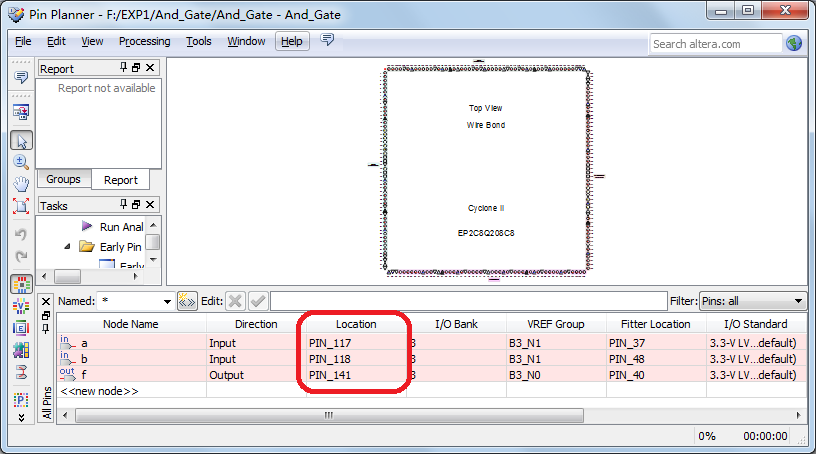 Pin Planner - F:/EXP1/And_Gate/And_Gate - And_Gate
File Edit View Processing Tools Window Help
Search altera.com
Report
Report not available
Groups Report
Tasks
Run Anal
Early Pin
Early
Top View
Wire Bond
Cyclone II
EP2C8Q208C8
Named: * Edit: Filter: Pins: all
Node Name Direction Location I/O Bank VREF Group Fitter Location I/O Standard
in a Input PIN_117 3 B3_N1 PIN_37 3.3-V LV...default)
in b Input PIN_118 3 B3_N1 PIN_48 3.3-V LV...default)
out f Output PIN_141 3 B3_N0 PIN_40 3.3-V LV...default)
<<new node>>
All Pins
0% 00:00:00